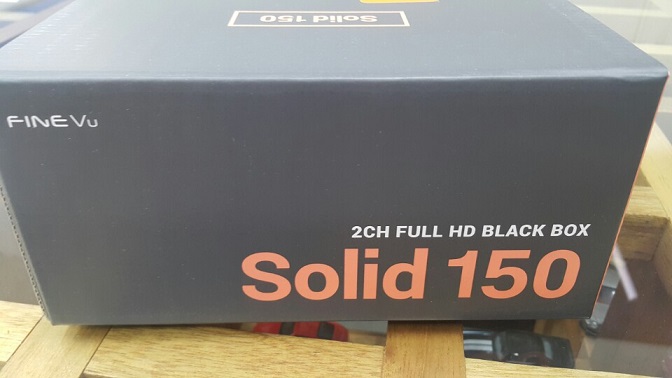 Solid 150
FINEVu
2CH FULL HD BLACK BOX
Solid 150